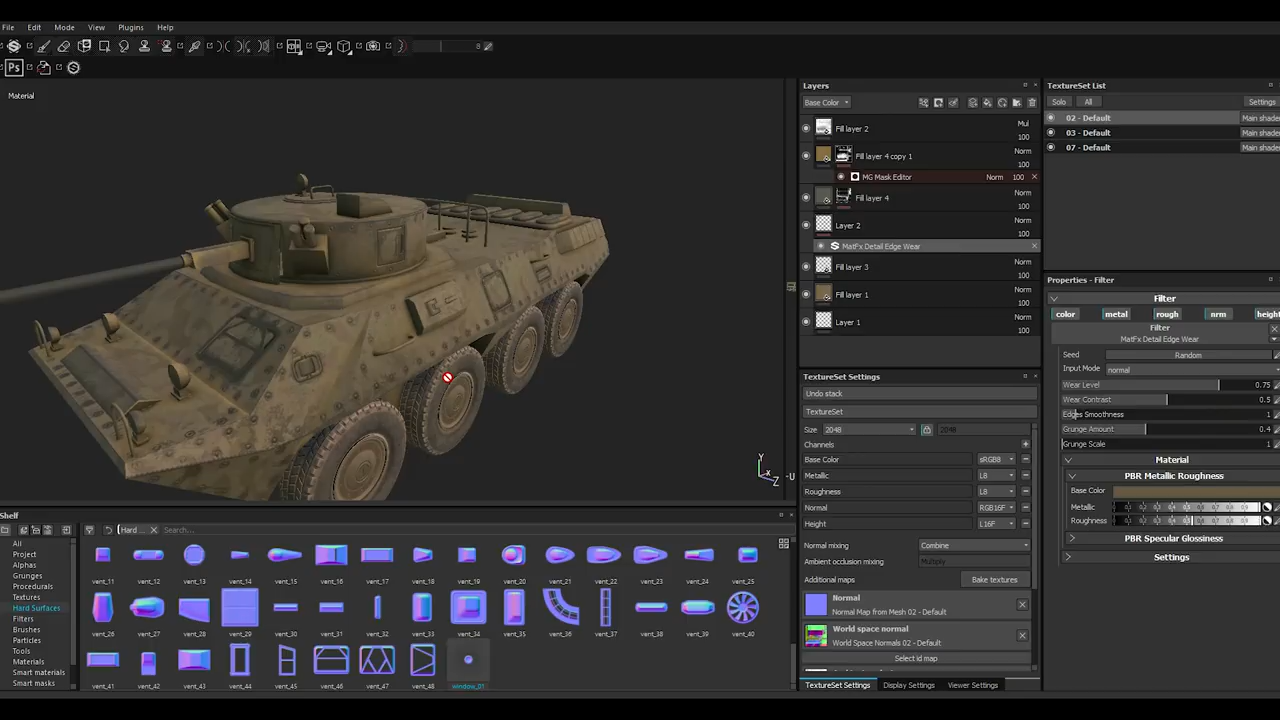 File Edit Mode View Plugins Help
8
Ps
Material
Y
X
Z
-U
Layers
Base Color
Fill layer 2 Mul 100
Fill layer 4 copy 1 Norm 100
MG Mask Editor Norm 100
Fill layer 4 Norm 100
Layer 2 Norm 100
MatFx Detail Edge Wear
Fill layer 3 Norm 100
Fill layer 1 Norm 100
Layer 1 Norm 100
TextureSet Settings
Undo stack
TextureSet
Size 2048 2048
Channels
Base Color sRGB8
Metallic L8
Roughness L8
Normal RGB16F
Height L16F
Normal mixing Combine
Ambient occlusion mixing Multiply
Additional maps Bake textures
Normal
Normal Map from Mesh 02 - Default
World space normal
World Space Normals 02 - Default
Select id map
TextureSet Settings Display Settings Viewer Settings
TextureSet List
Solo All Settings
02 - Default Main shade
03 - Default Main shade
07 - Default Main shade
Properties - Filter
Filter
color metal rough nrm height
Filter
MatFx Detail Edge Wear
Seed Random
Input Mode normal
Wear Level 0.75
Wear Contrast 0.5
Edges Smoothness 1
Grunge Amount 0.4
Grunge Scale 1
Material
PBR Metallic Roughness
Base Color
Metallic
Roughness
PBR Specular Glossiness
Settings
Shelf
Hard ... Search...
All
Project
Alphas
Grunges
Procedurals
Textures
Hard Surfaces
Filters
Brushes
Particles
Tools
Materials
Smart materials
Smart masks
vent_11 vent_12 vent_13 vent_14 vent_15 vent_16 vent_17 vent_18 vent_19 vent_20 vent_21 vent_22 vent_23 vent_24 vent_25
vent_26 vent_27 vent_28 vent_29 vent_30 vent_31 vent_32 vent_33 vent_34 vent_35 vent_36 vent_37 vent_38 vent_39 vent_40
vent_41 vent_42 vent_43 vent_44 vent_45 vent_46 vent_47 vent_48 window_01